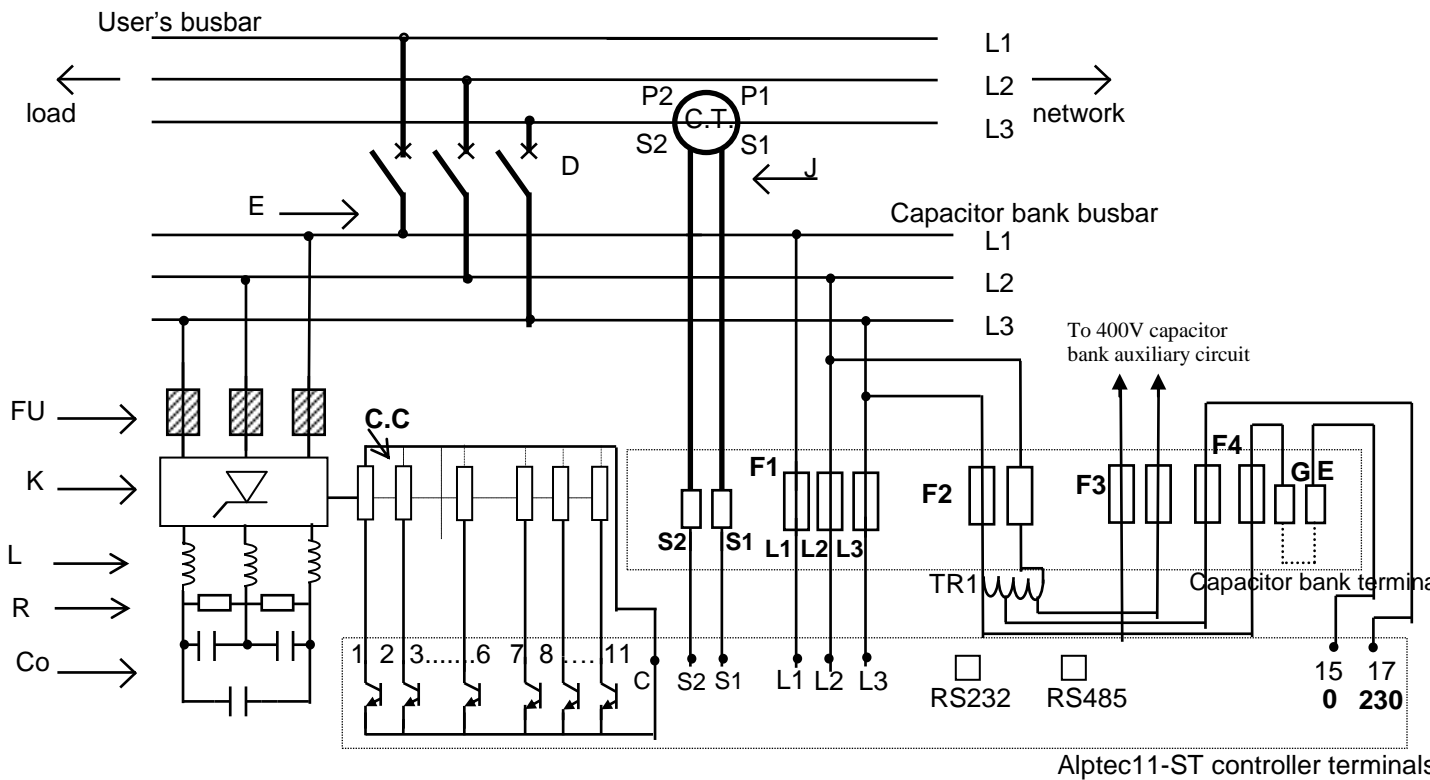 User's busbar
L1
L2
L3
load
network
P2 P1
C.T.
S2 S1
D
J
E
Capacitor bank busbar
L1
L2
L3
To 400V capacitor
bank auxiliary circuit
FU
C.C
K
F1
F2
F3
F4
G E
S2 S1 L1 L2 L3
L
TR1
Capacitor bank termina
R
Co
1 2 3.......6 7 8 .....11
C
S2 S1 L1 L2 L3
RS232 RS485
15 17
0 230
Alptec11-ST controller terminals